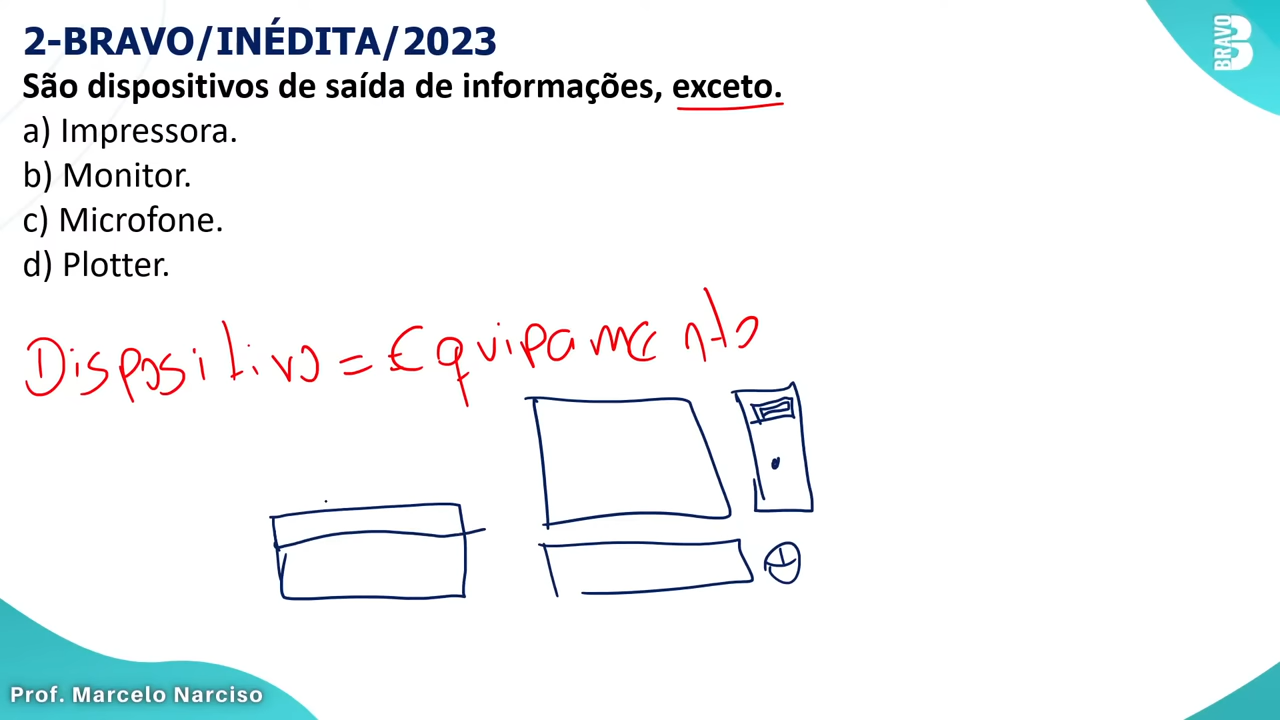 2-BRAVO/INÉDITA/2023
São dispositivos de saída de informações, exceto.
a) Impressora.
b) Monitor.
c) Microfone.
d) Plotter.
Dispositivo = Equipamento
Prof. Marcelo Narciso
BRAVO